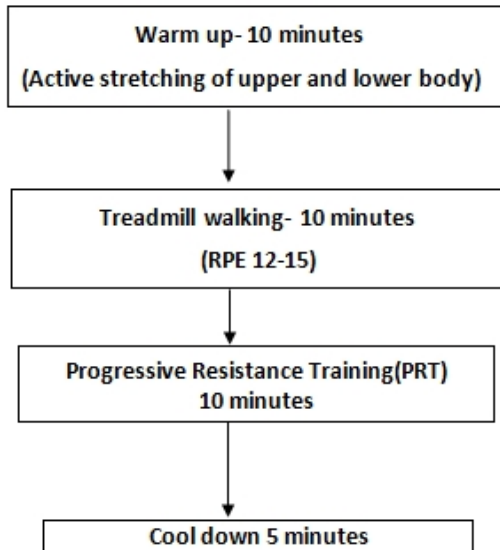 Warm up- 10 minutes
(Active stretching of upper and lower body)
Treadmill walking- 10 minutes
(RPE 12-15)
Progressive Resistance Training(PRT)
10 minutes
Cool down 5 minutes